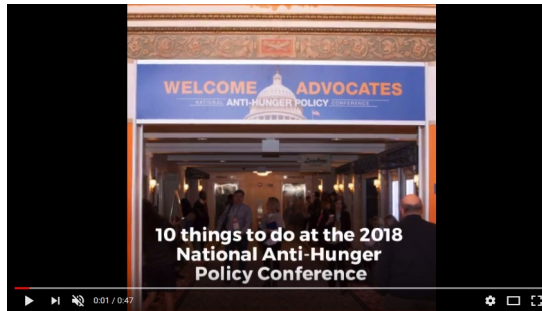 WELCOME ADVOCATES
NATIONAL ANTI-HUNGER POLICY CONFERENCE
10 things to do at the 2018
National Anti-Hunger
Policy Conference
0:01 / 0:47